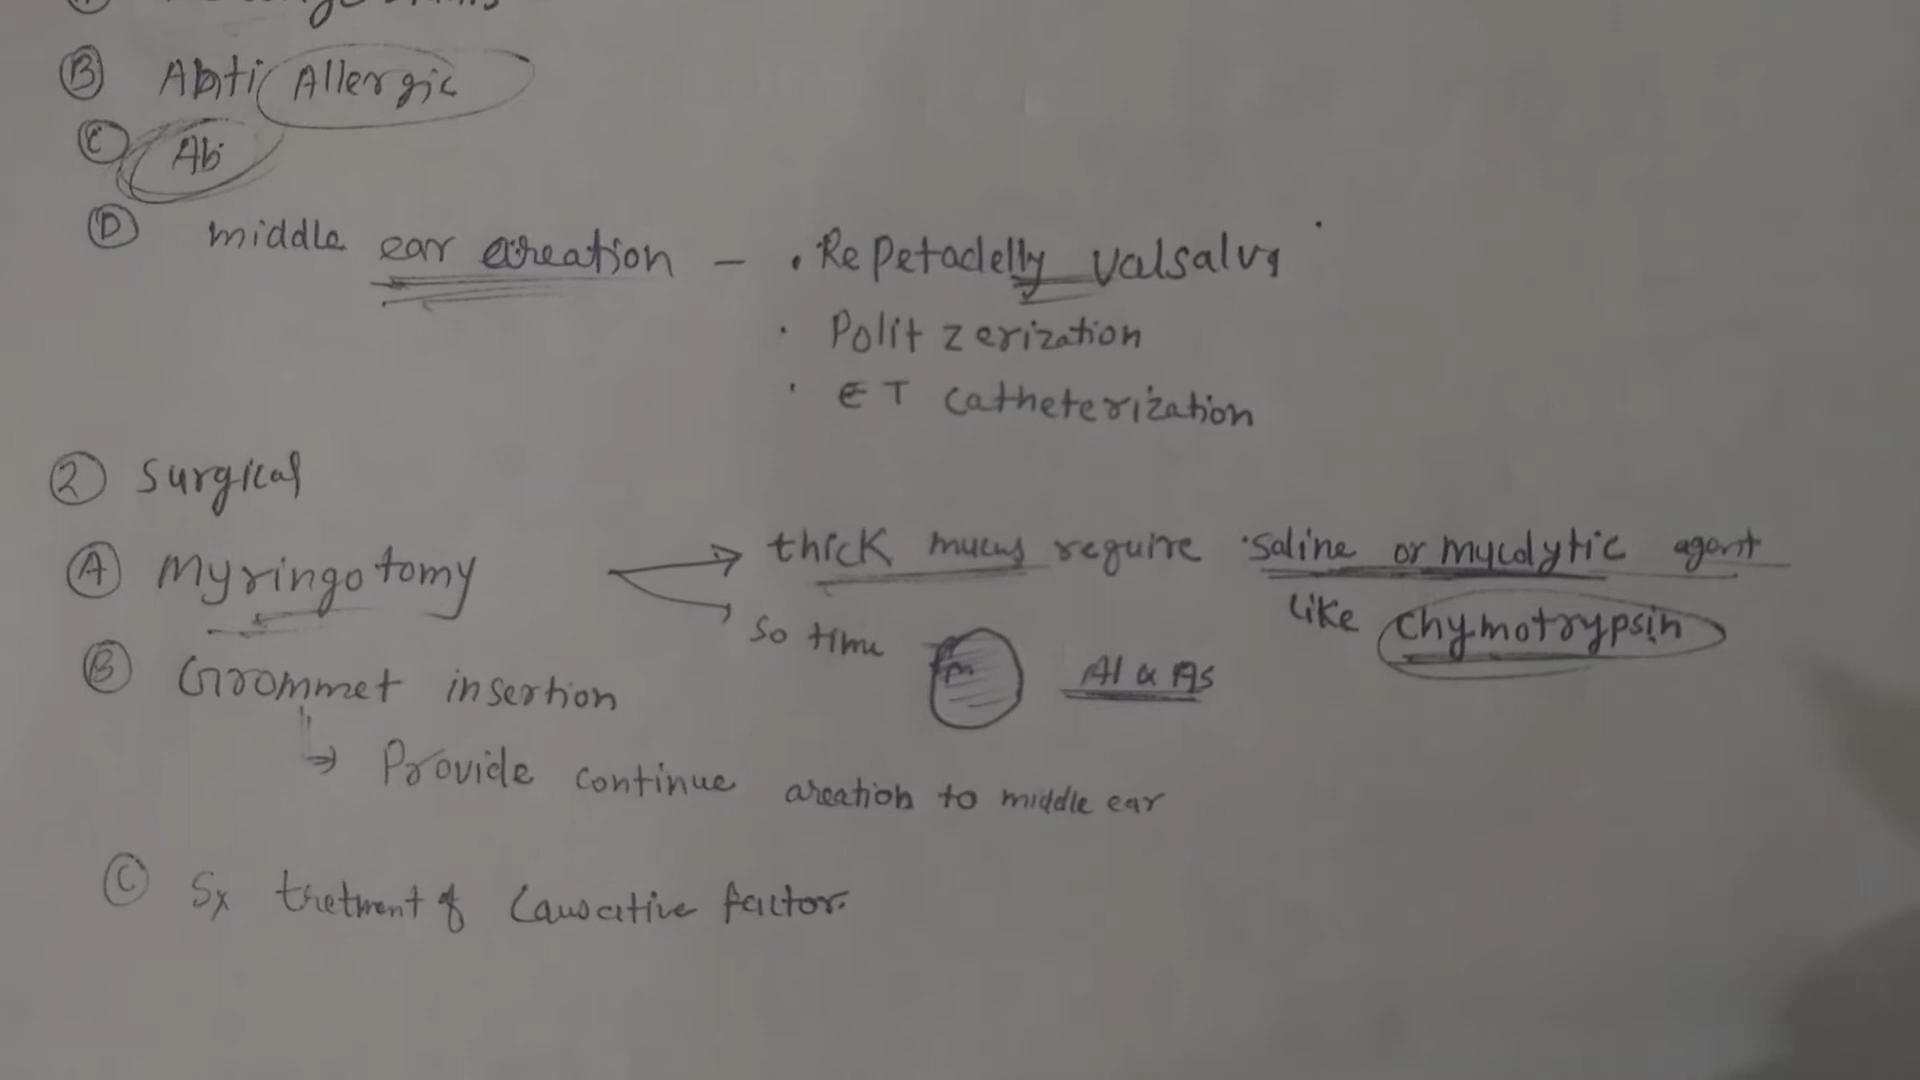 B Anti Allergic
C Ab
D middle ear areation - • Repetadelly valsalva
• Polit zerization
• ET catheterization
2 Surgical
A Myringotomy → thick mucus require saline or mucolytic agent
like chymotrypsin
→ so time AI & AS
B Grommet insertion
↳ Provide continue areation to middle ear
C Sx tretment of Causative factor.